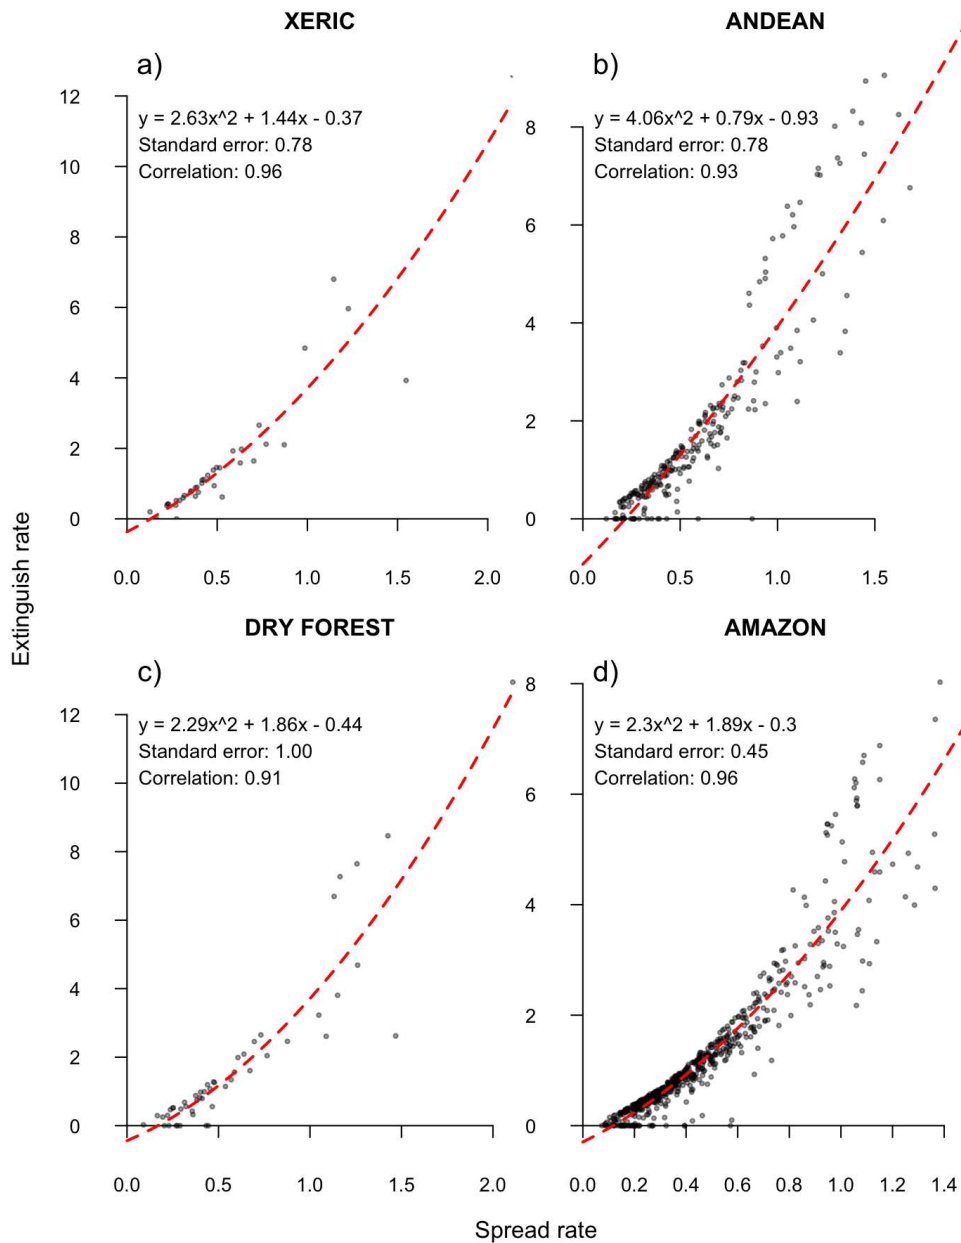 XERIC
a)
y = 2.63x^2 + 1.44x - 0.37
Standard error: 0.78
Correlation: 0.96
12
10
8
6
4
2
0
0.0 0.5 1.0 1.5 2.0
ANDEAN
b)
y = 4.06x^2 + 0.79x - 0.93
Standard error: 0.78
Correlation: 0.93
8
6
4
2
0
0.0 0.5 1.0 1.5
Extinguish rate
DRY FOREST
c)
y = 2.29x^2 + 1.86x - 0.44
Standard error: 1.00
Correlation: 0.91
12
10
8
6
4
2
0
0.0 0.5 1.0 1.5 2.0
AMAZON
d)
y = 2.3x^2 + 1.89x - 0.3
Standard error: 0.45
Correlation: 0.96
8
6
4
2
0
0.0 0.2 0.4 0.6 0.8 1.0 1.2 1.4
Spread rate